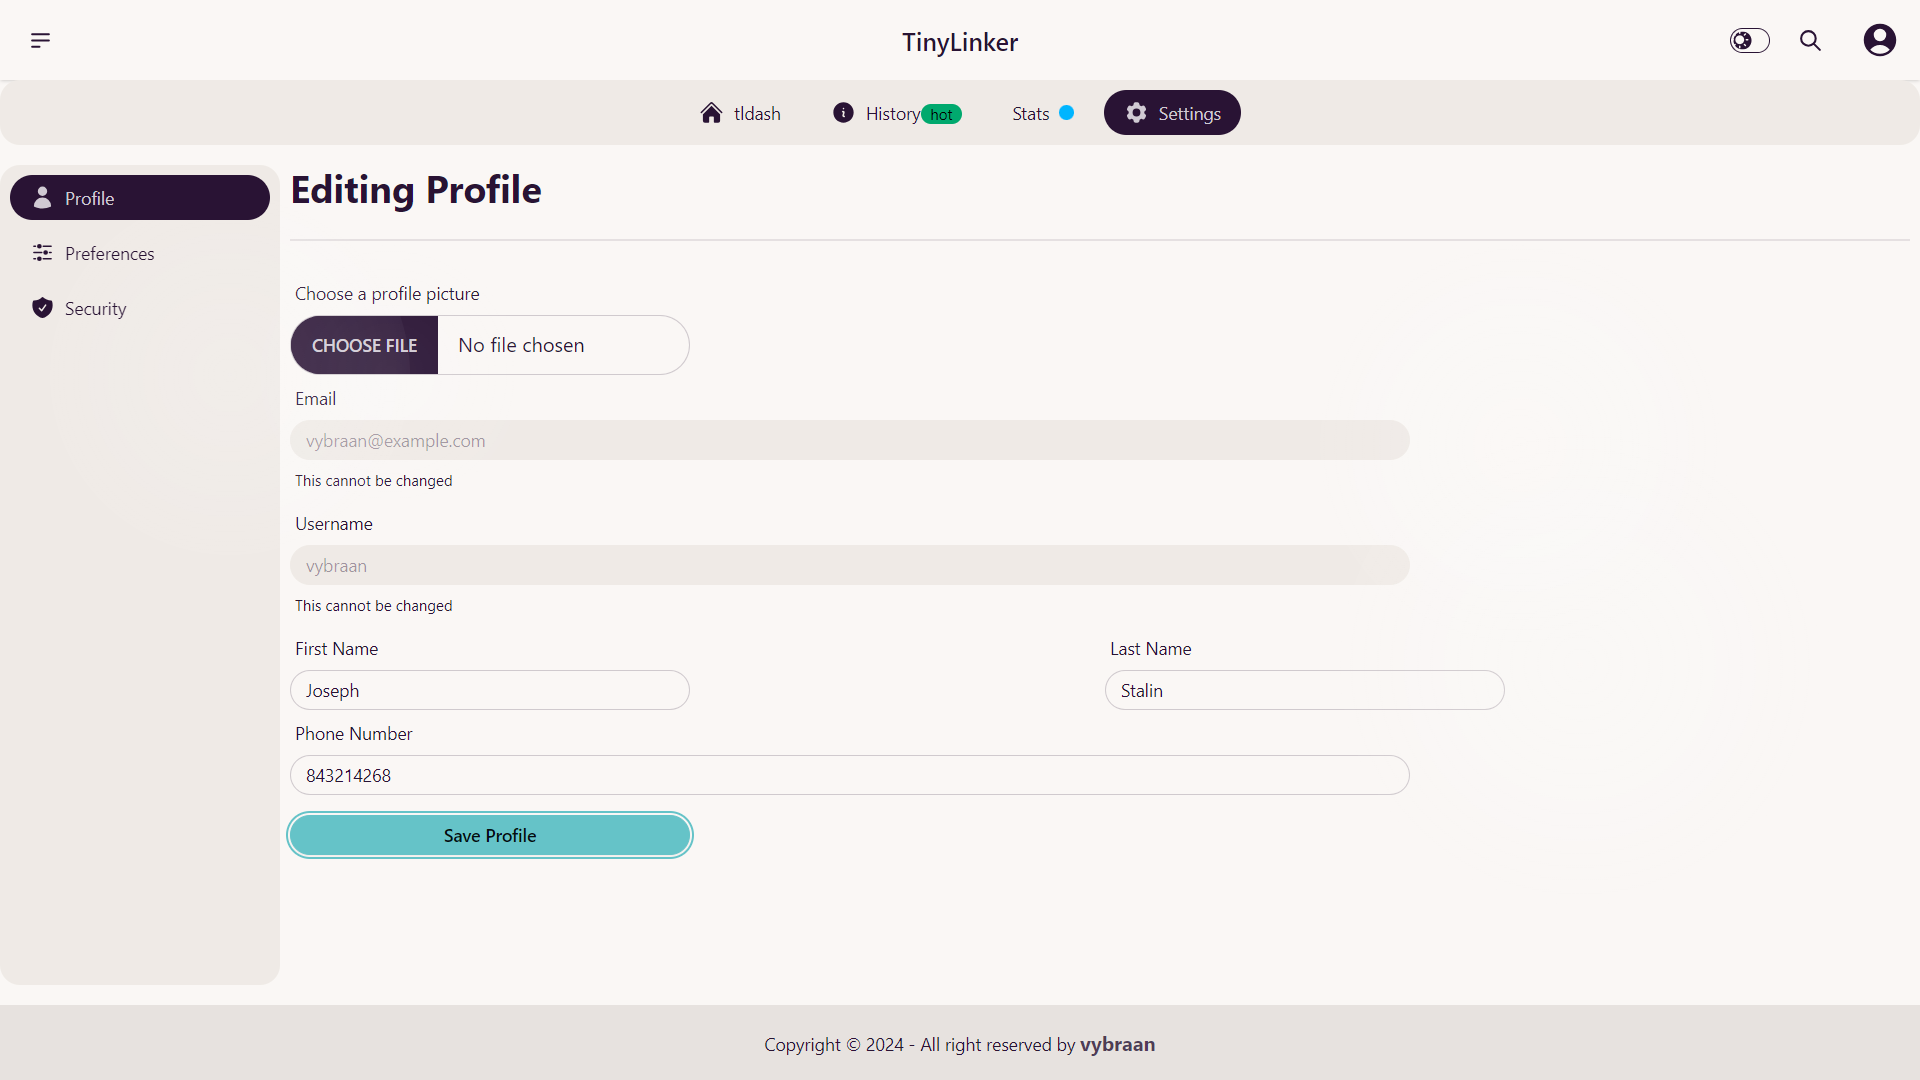 TinyLinker
tldash
History hot
Stats
Settings
Profile
Preferences
Security
Editing Profile
Choose a profile picture
CHOOSE FILE No file chosen
Email
vybraan@example.com
This cannot be changed
Username
vybraan
This cannot be changed
First Name
Joseph
Last Name
Stalin
Phone Number
843214268
Save Profile
Copyright © 2024 - All right reserved by vybraan